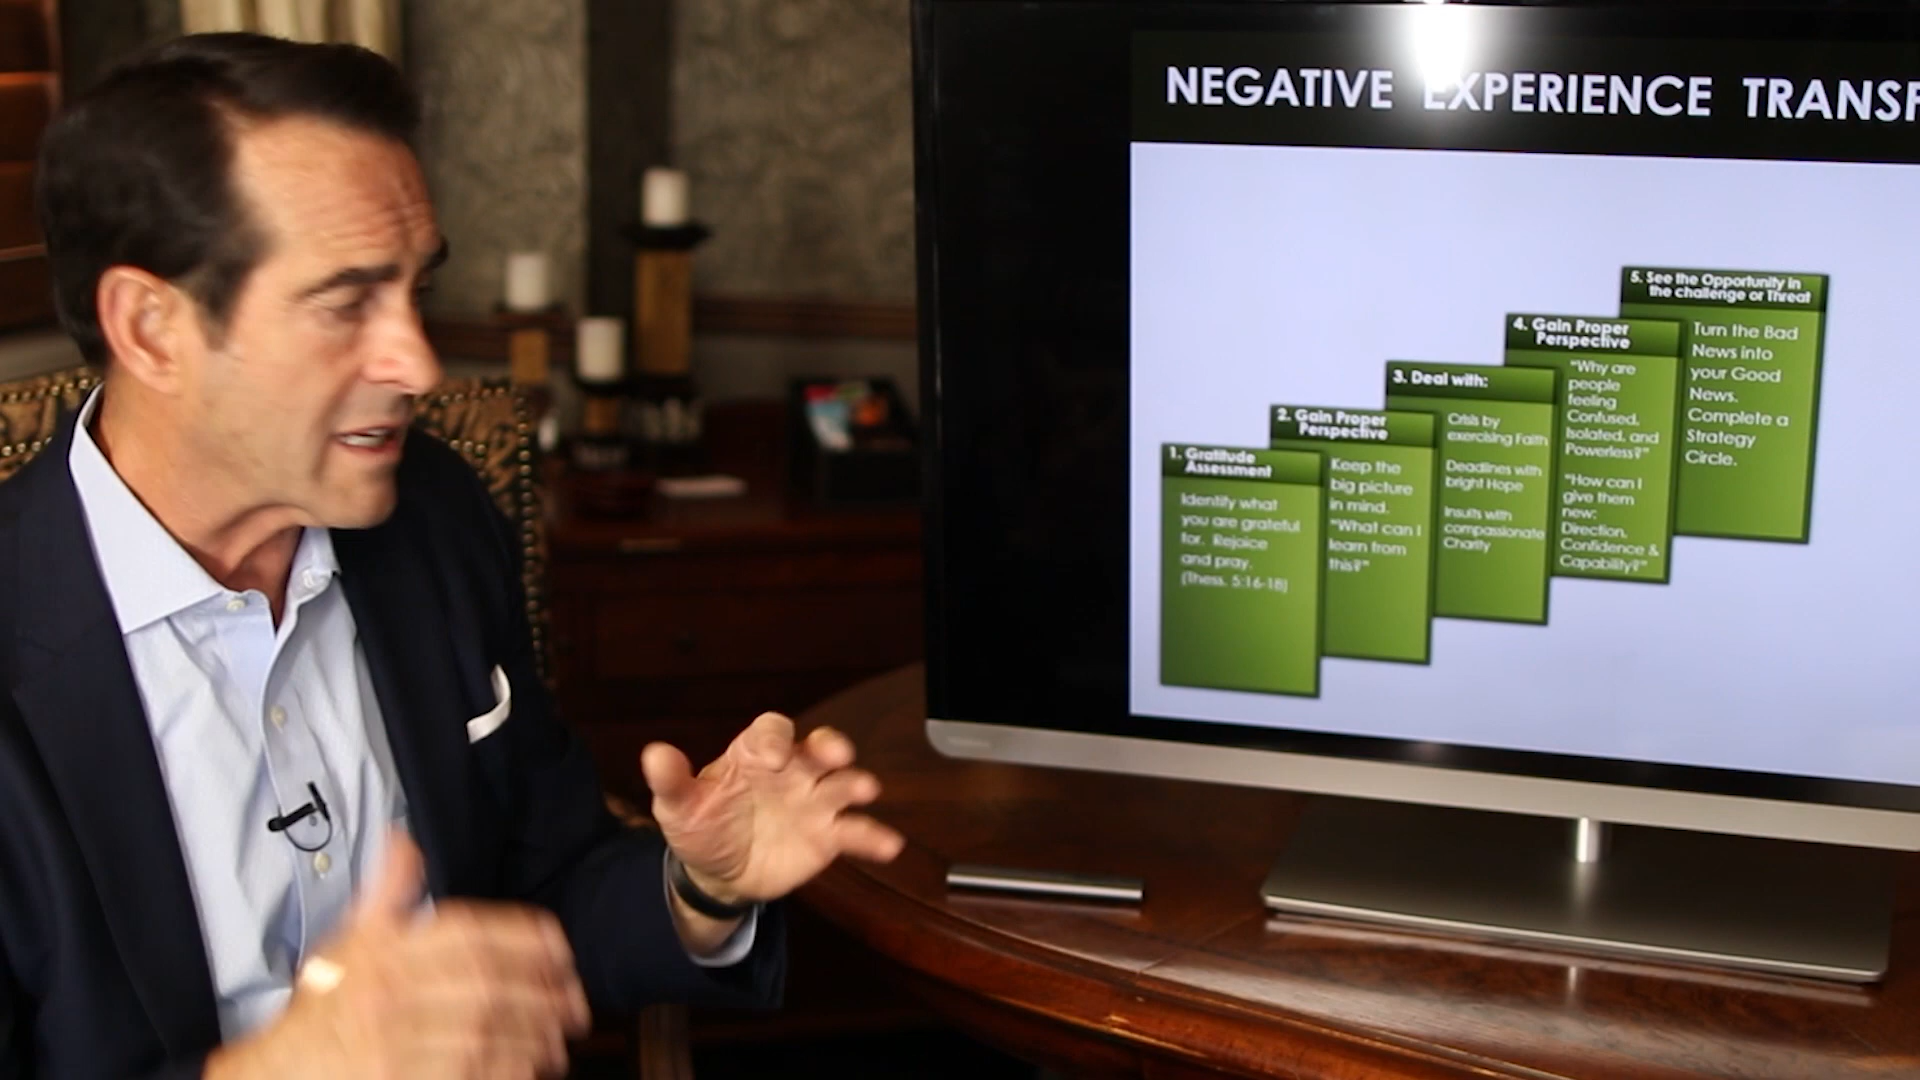 NEGATIVE EXPERIENCE TRANSF
1. Gratitude
Assessment
Identify what
you are grateful
for. Rejoice
and pray.
(Thess. 5:16-18)
2. Gain Proper
Perspective
Keep the
big picture
in mind.
"What can I
learn from
this?"
3. Deal with:
Crisis by
exercising Faith
Deadlines with
bright Hope
Insults with
compassionate
Charity
4. Gain Proper
Perspective
"Why are
people
feeling
Confused,
Isolated, and
Powerless?"
"How can I
give them
new:
Direction,
Confidence &
Capability?"
5. See the Opportunity in
the challenge or Threat
Turn the Bad
News into
your Good
News.
Complete a
Strategy
Circle.